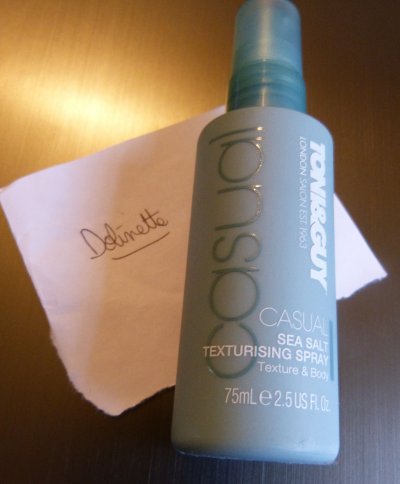 Dolinette
casual
TONI&GUY
LONDON SALON EST. 1963
CASUAL
SEA SALT
TEXTURISING SPRAY
Texture & Body
75mL e 2.5 US Fl. Oz.